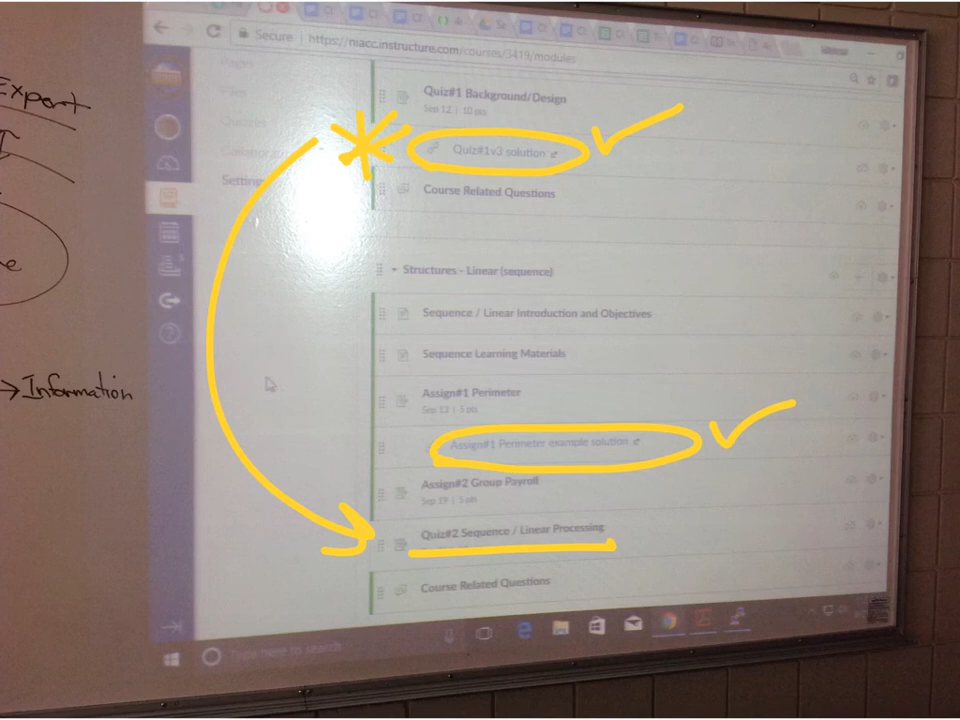 Secure | https://niacc.instructure.com/courses/3419/modules
Export
Pages
Files
Quizzes
Quiz#1 Background/Design
Sep 12 | 10 pts
Quiz#1v3 solution
Settings
Course Related Questions
Structures - Linear (sequence)
Sequence / Linear Introduction and Objectives
Sequence Learning Materials
→ Information
Assign#1 Perimeter
Sep 13 | 5 pts
Assign#1 Perimeter example solution
Assign#2 Group Payroll
Sep 19 | 5 pts
Quiz#2 Sequence / Linear Processing
Course Related Questions
Type here to search